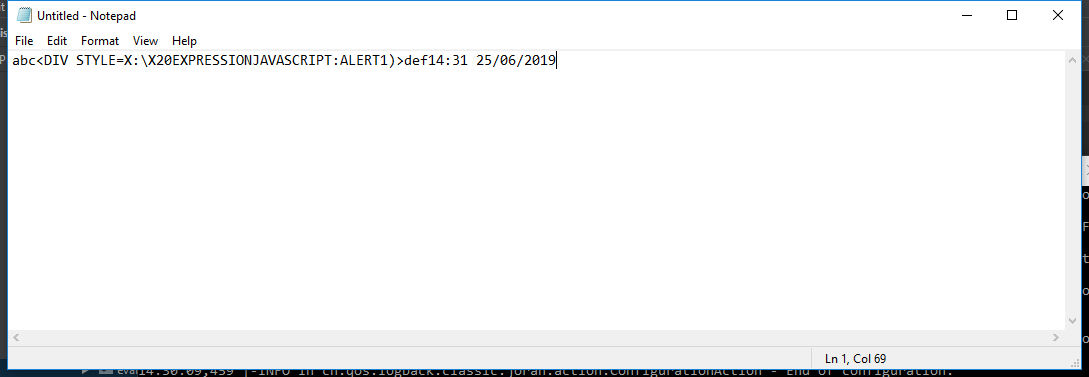 Untitled - Notepad
File Edit Format View Help
abc<DIV STYLE=X:\X20EXPRESSIONJAVASCRIPT:ALERT1)>def14:31 25/06/2019
Ln 1, Col 69
eval14:30:09,459 |-INFO in ch.qos.logback.classic.joran.action.ConfigurationAction - End of configuration.